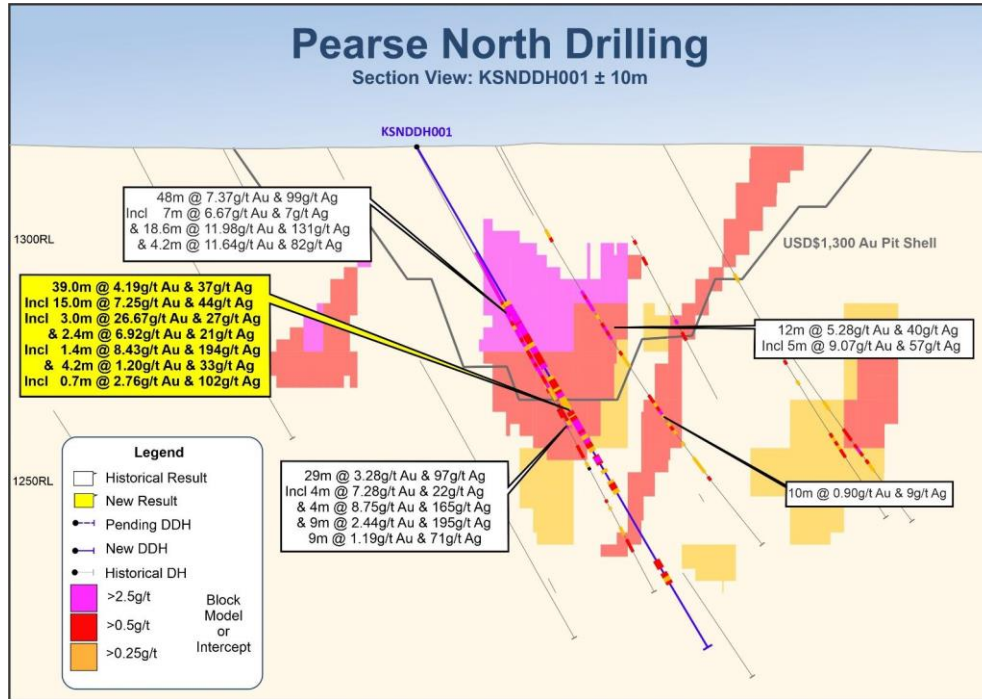 Pearse North Drilling
Section View: KSNDDH001 ± 10m
KSNDDH001
48m @ 7.37g/t Au & 99g/t Ag
Incl 7m @ 6.67g/t Au & 7g/t Ag
& 18.6m @ 11.98g/t Au & 131g/t Ag
& 4.2m @ 11.64g/t Au & 82g/t Ag
1300RL
USD$1,300 Au Pit Shell
39.0m @ 4.19g/t Au & 37g/t Ag
Incl 15.0m @ 7.25g/t Au & 44g/t Ag
Incl 3.0m @ 26.67g/t Au & 27g/t Ag
& 2.4m @ 6.92g/t Au & 21g/t Ag
Incl 1.4m @ 8.43g/t Au & 194g/t Ag
& 4.2m @ 1.20g/t Au & 33g/t Ag
Incl 0.7m @ 2.76g/t Au & 102g/t Ag
12m @ 5.28g/t Au & 40g/t Ag
Incl 5m @ 9.07g/t Au & 57g/t Ag
29m @ 3.28g/t Au & 97g/t Ag
Incl 4m @ 7.28g/t Au & 22g/t Ag
& 4m @ 8.75g/t Au & 165g/t Ag
& 9m @ 2.44g/t Au & 195g/t Ag
9m @ 1.19g/t Au & 71g/t Ag
10m @ 0.90g/t Au & 9g/t Ag
1250RL
Legend
Historical Result
New Result
Pending DDH
New DDH
Historical DH
>2.5g/t
>0.5g/t
>0.25g/t
Block
Model
or
Intercept